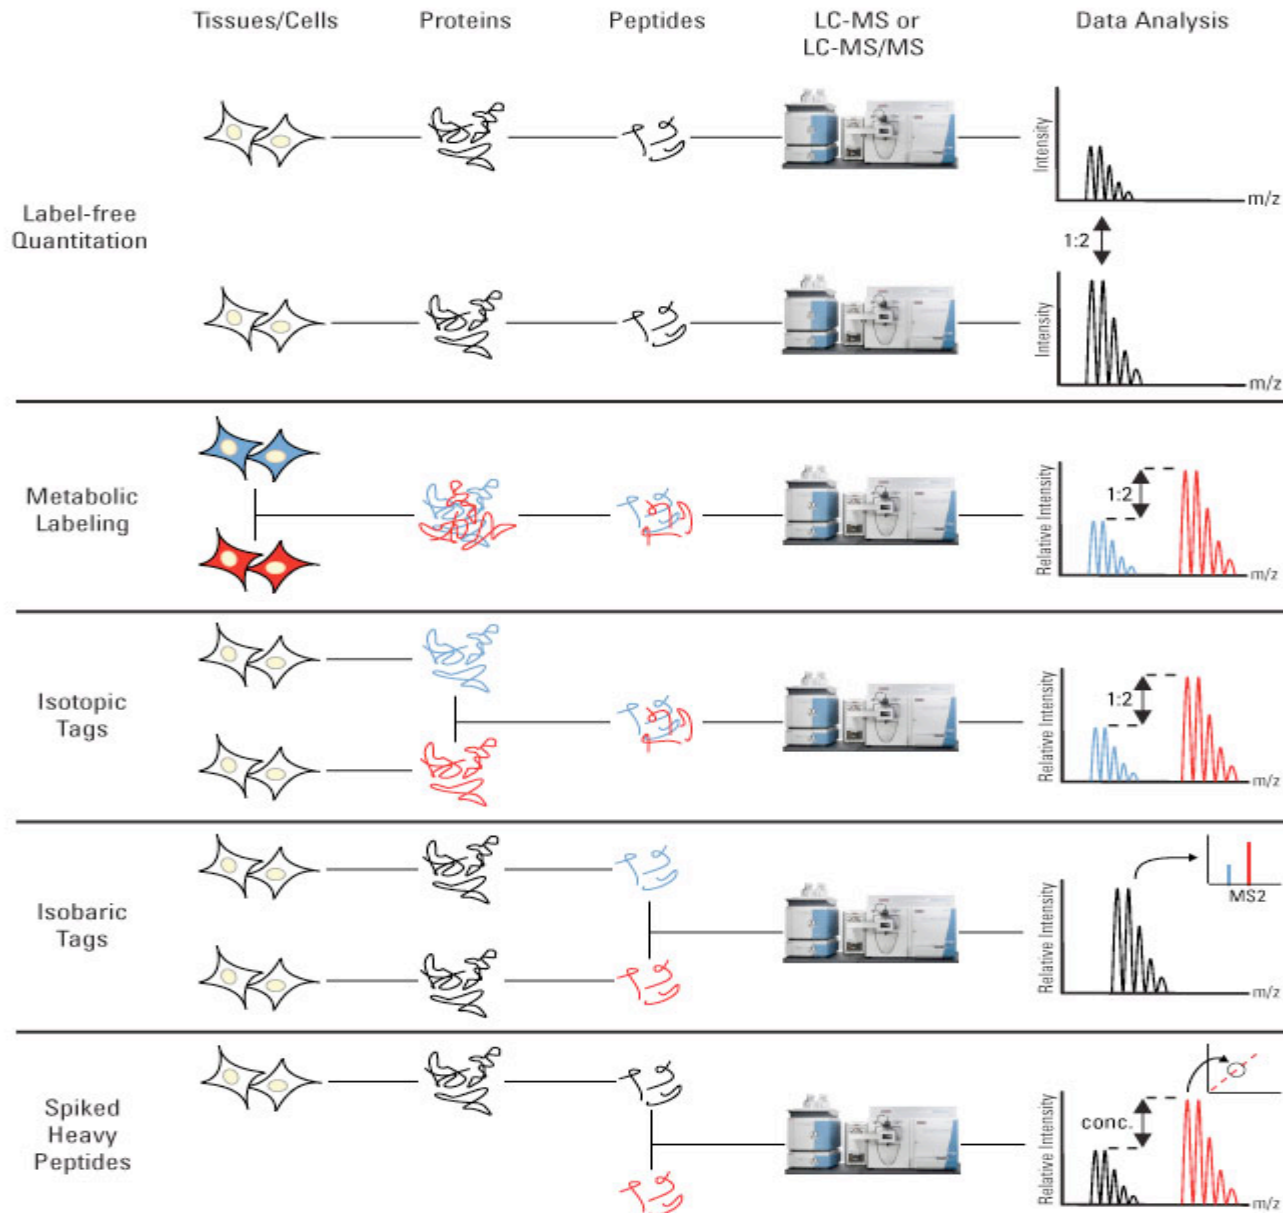 Tissues/Cells
Proteins
Peptides
LC-MS or
LC-MS/MS
Data Analysis
Label-free
Quantitation
Intensity
m/z
1:2
Intensity
m/z
Metabolic
Labeling
Relative Intensity
1:2
m/z
Isotopic
Tags
Relative Intensity
1:2
m/z
Isobaric
Tags
Relative Intensity
MS2
m/z
Spiked
Heavy
Peptides
Relative Intensity
conc.
m/z